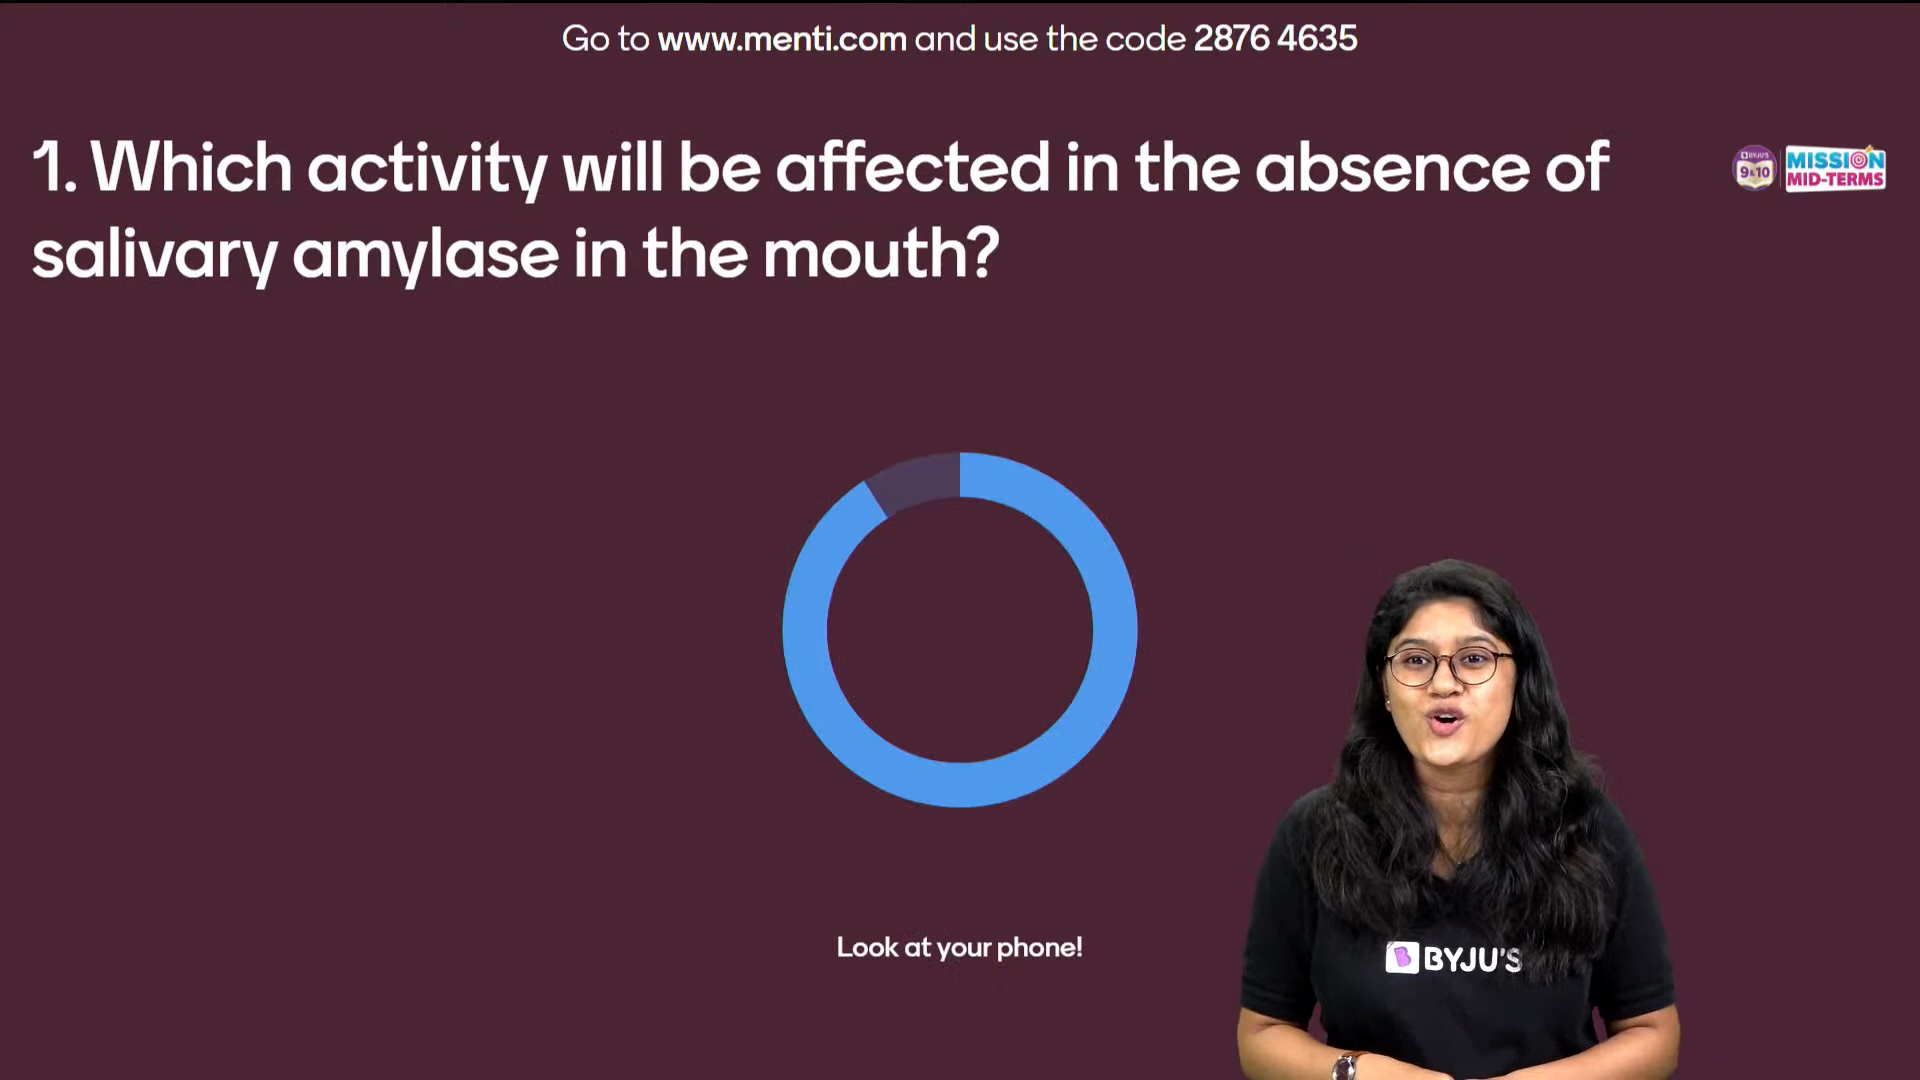 Go to www.menti.com and use the code 2876 4635
1. Which activity will be affected in the absence of
salivary amylase in the mouth?
BYJU'S
9&10
MISSION
MID-TERMS
Look at your phone!
BYJU'S